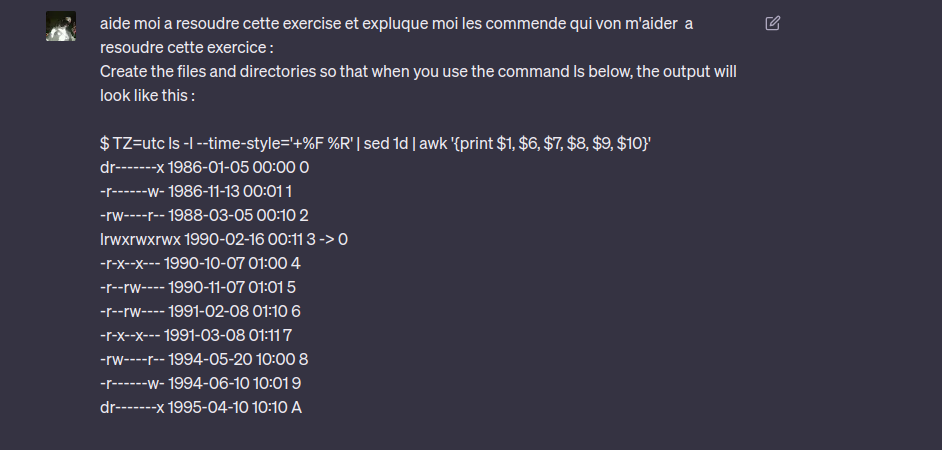 aide moi a resoudre cette exercise et expluque moi les commende qui von m'aider a
resoudre cette exercice :
Create the files and directories so that when you use the command ls below, the output will
look like this :
$ TZ=utc ls -l --time-style='+%F %R' | sed 1d | awk '{print $1, $6, $7, $8, $9, $10}'
dr-------x 1986-01-05 00:00 0
-r------w- 1986-11-13 00:01 1
-rw----r-- 1988-03-05 00:10 2
lrwxrwxrwx 1990-02-16 00:11 3 -> 0
-r-x--x--- 1990-10-07 01:00 4
-r--rw---- 1990-11-07 01:01 5
-r--rw---- 1991-02-08 01:10 6
-r-x--x--- 1991-03-08 01:11 7
-rw----r-- 1994-05-20 10:00 8
-r------w- 1994-06-10 10:01 9
dr-------x 1995-04-10 10:10 A